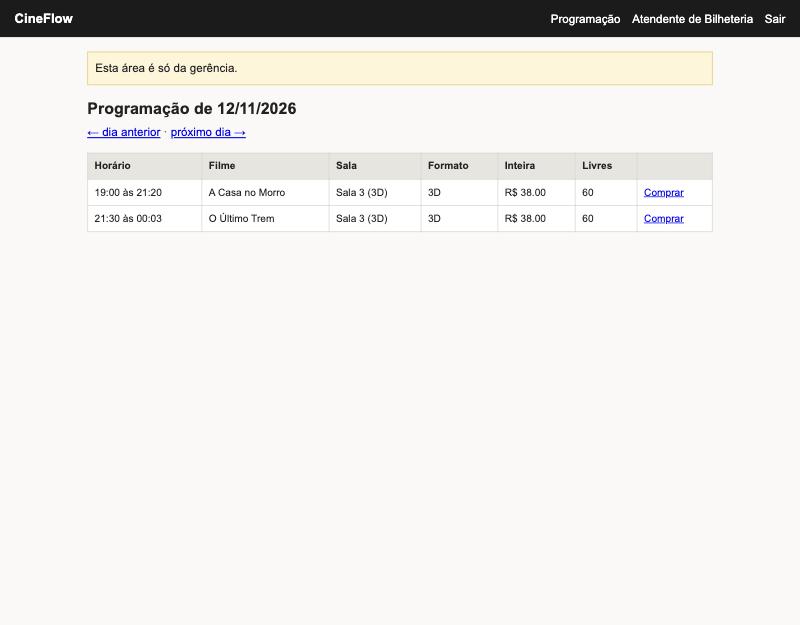 CineFlow Programação Atendente de Bilheteria Sair
Esta área é só da gerência.
Programação de 12/11/2026
← dia anterior · próximo dia →
Horário Filme Sala Formato Inteira Livres
19:00 às 21:20 A Casa no Morro Sala 3 (3D) 3D R$ 38.00 60 Comprar
21:30 às 00:03 O Último Trem Sala 3 (3D) 3D R$ 38.00 60 Comprar